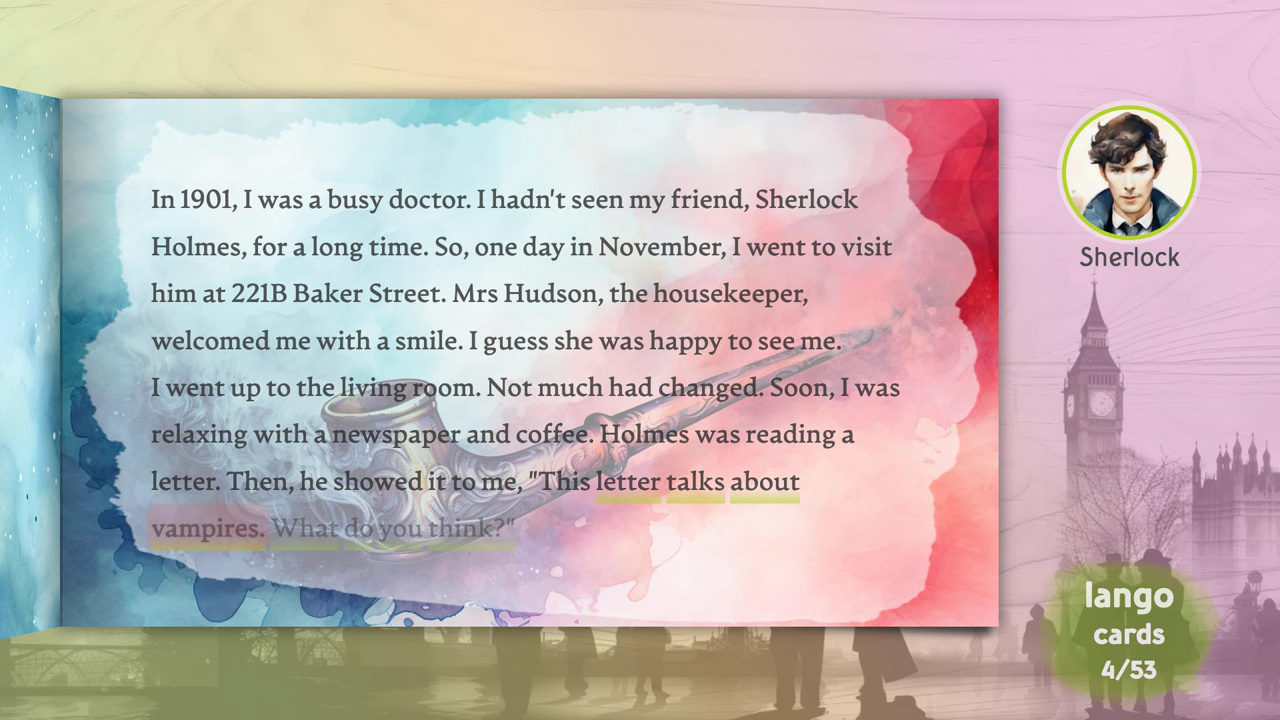 In 1901, I was a busy doctor. I hadn't seen my friend, Sherlock
Holmes, for a long time. So, one day in November, I went to visit
him at 221B Baker Street. Mrs Hudson, the housekeeper,
welcomed me with a smile. I guess she was happy to see me.
I went up to the living room. Not much had changed. Soon, I was
relaxing with a newspaper and coffee. Holmes was reading a
letter. Then, he showed it to me, "This letter talks about
vampires. What do you think?"
Sherlock
lango
cards
4/53